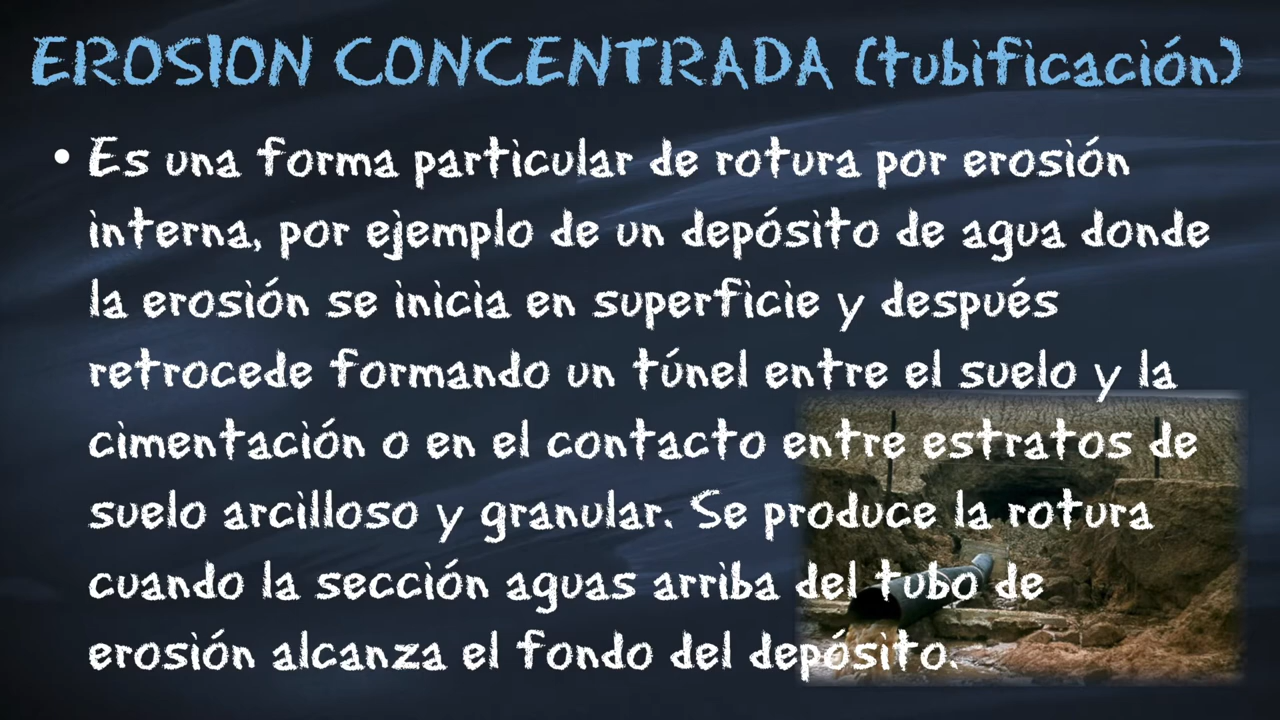 EROSION CONCENTRADA (tubificación)
• Es una forma particular de rotura por erosión
interna, por ejemplo de un depósito de agua donde
la erosión se inicia en superficie y después
retrocede formando un túnel entre el suelo y la
cimentación o en el contacto entre estratos de
suelo arcilloso y granular. Se produce la rotura
cuando la sección aguas arriba del tubo de
erosión alcanza el fondo del depósito.